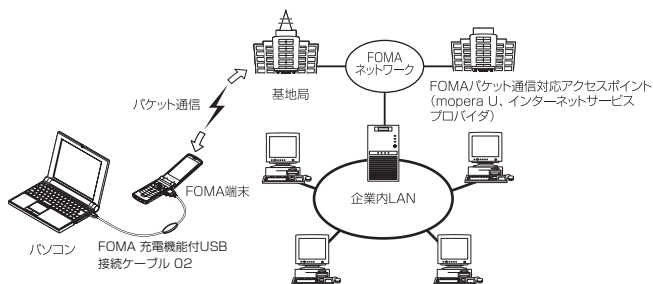 FOMA
ネットワーク
基地局
FOMAパケット通信対応アクセスポイント
(mopera U、インターネットサービス
プロバイダ)
パケット通信
FOMA端末
企業内LAN
パソコン
FOMA 充電機能付USB
接続ケーブル 02